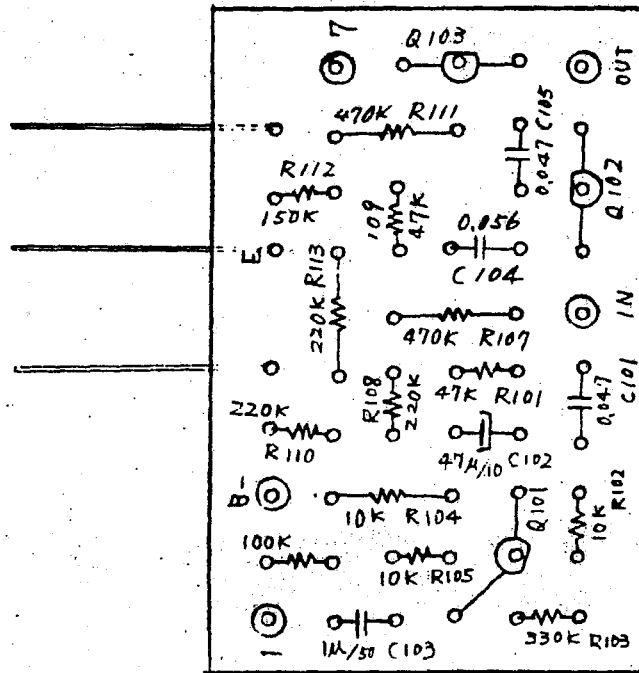 7
Q103
OUT
470K R111
0.047 C105
R112
150K
109
47K
0.056
C104
Q102
E
220K R113
IN
470K R107
R108
220K
47K R101
0.047
C101
220K
R110
47µ/10 C102
B-
10K R104
Q101
10K
R102
100K
10K R105
1
1µ/50 C103
330K R103